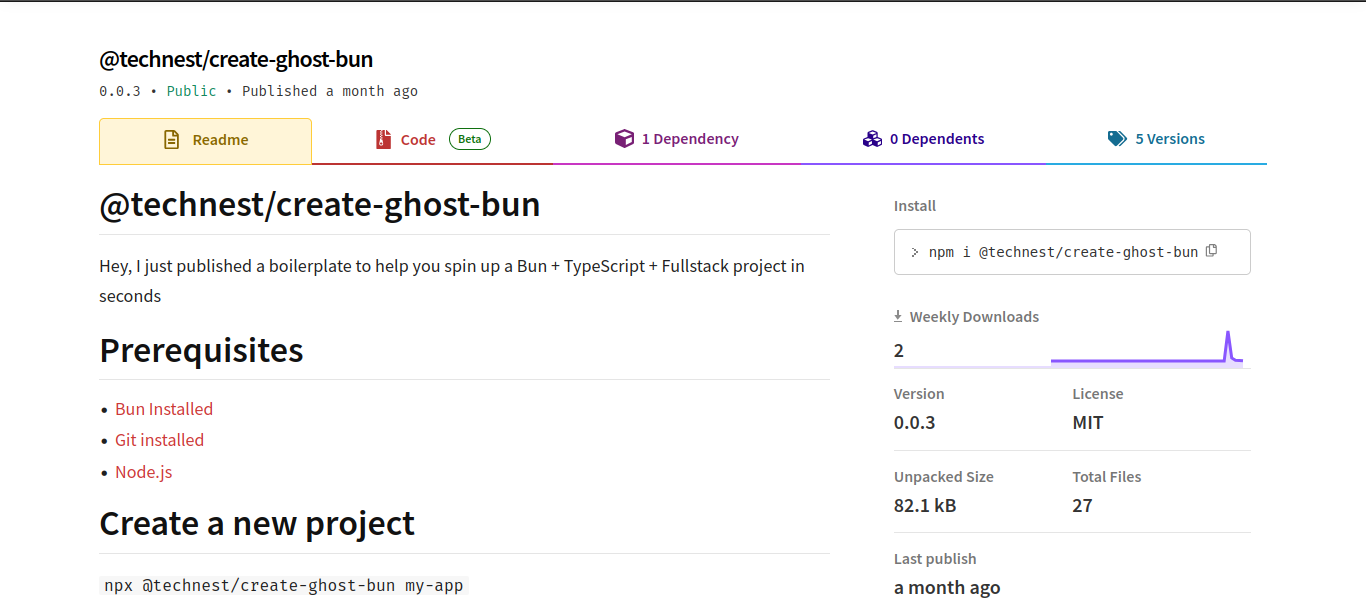 @technest/create-ghost-bun
0.0.3 • Public • Published a month ago
Readme
Code Beta
1 Dependency
0 Dependents
5 Versions
@technest/create-ghost-bun
Hey, I just published a boilerplate to help you spin up a Bun + TypeScript + Fullstack project in
seconds
Prerequisites
• Bun Installed
• Git installed
• Node.js
Create a new project
npx @technest/create-ghost-bun my-app
Install
> npm i @technest/create-ghost-bun
Weekly Downloads
2
Version
0.0.3
License
MIT
Unpacked Size
82.1 kB
Total Files
27
Last publish
a month ago